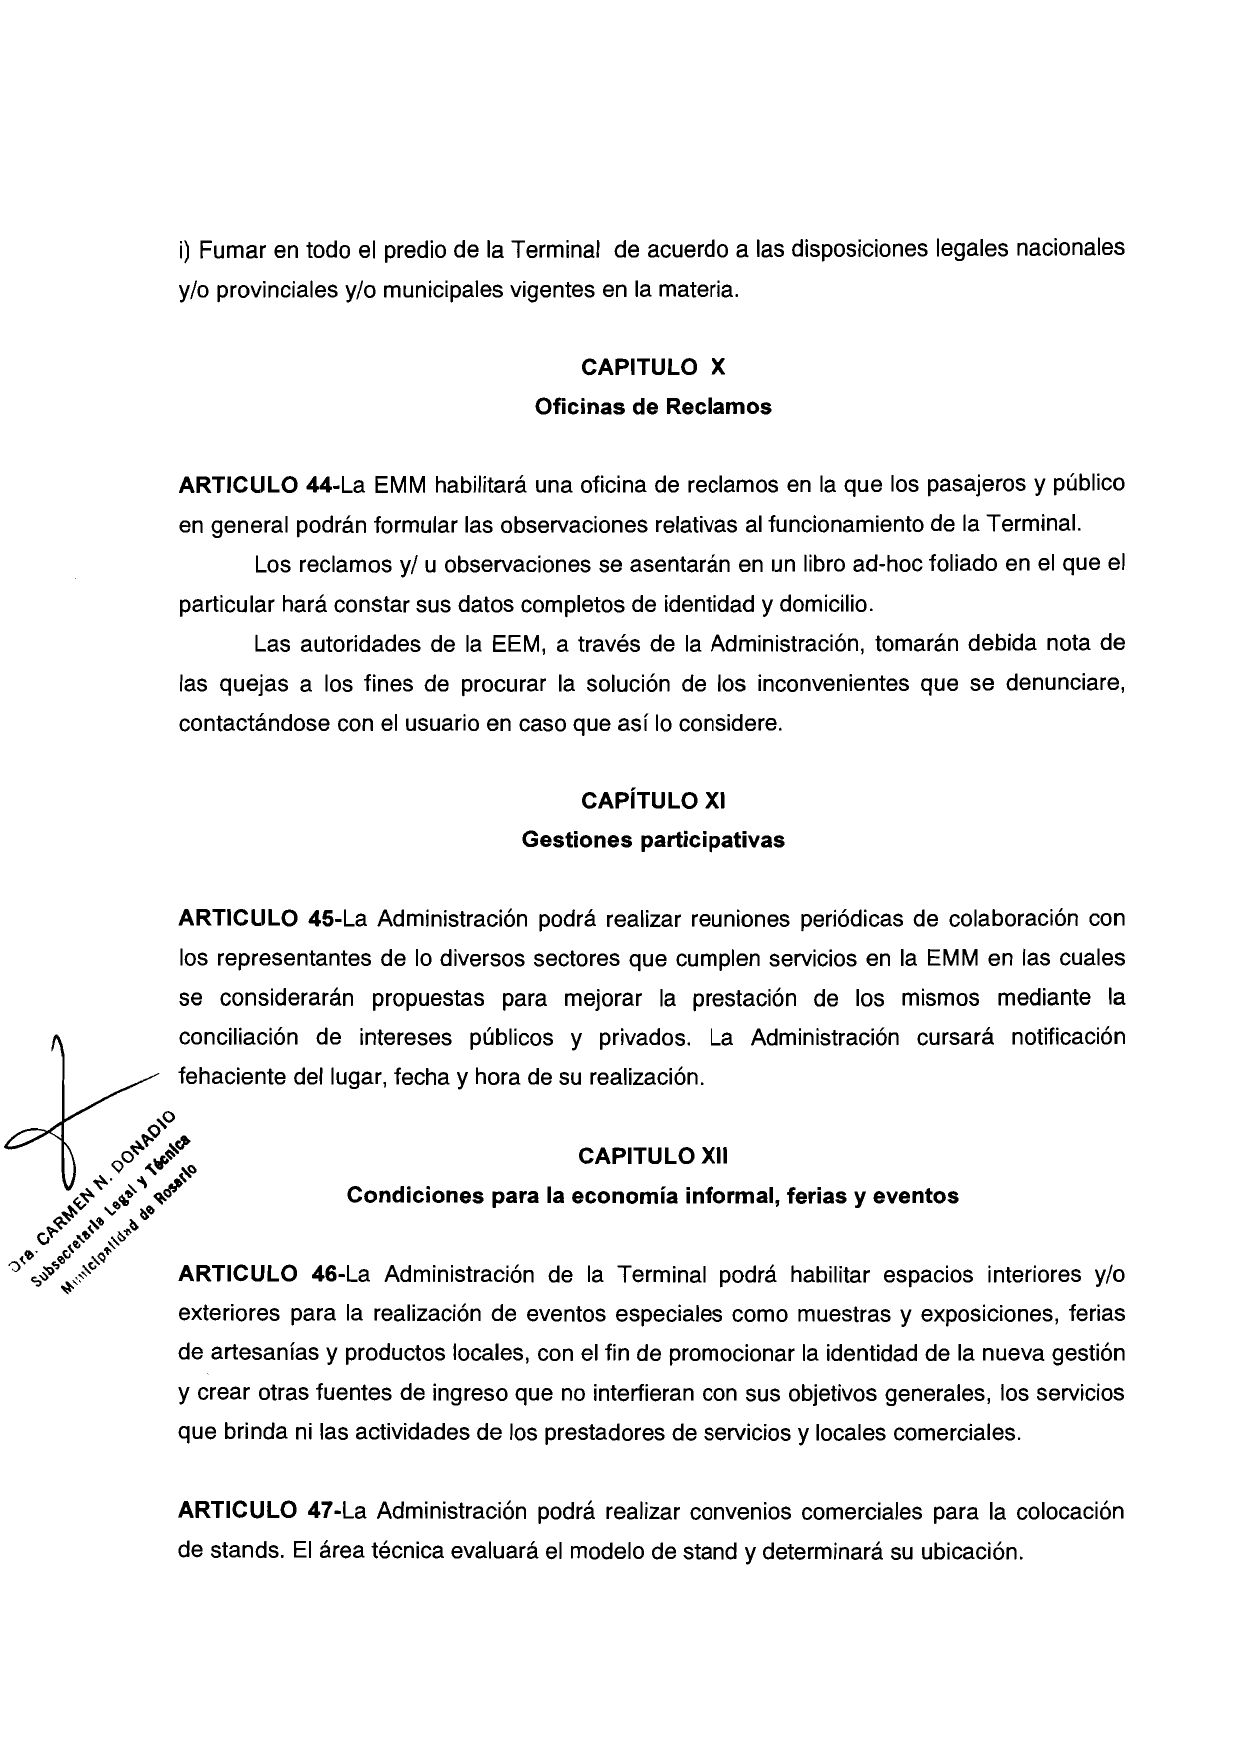 i) Fumar en todo el predio de la Terminal de acuerdo a las disposiciones legales nacionales
y/o provinciales y/o municipales vigentes en la materia.
CAPITULO X
Oficinas de Reclamos
ARTICULO 44-La EMM habilitará una oficina de reclamos en la que los pasajeros y público
en general podrán formular las observaciones relativas al funcionamiento de la Terminal.
Los reclamos y/ u observaciones se asentarán en un libro ad-hoc foliado en el que el
particular hará constar sus datos completos de identidad y domicilio.
Las autoridades de la EEM, a través de la Administración, tomarán debida nota de
las quejas a los fines de procurar la solución de los inconvenientes que se denunciare,
contactándose con el usuario en caso que así lo considere.
CAPÍTULO XI
Gestiones participativas
ARTICULO 45-La Administración podrá realizar reuniones periódicas de colaboración con
los representantes de lo diversos sectores que cumplen servicios en la EMM en las cuales
se considerarán propuestas para mejorar la prestación de los mismos mediante la
conciliación de intereses públicos y privados. La Administración cursará notificación
fehaciente del lugar, fecha y hora de su realización.
Dra. CARMEN N. DONADIO
Subsecretaria Legal y Técnica
Municipalidad de Rosario
CAPITULO XII
Condiciones para la economía informal, ferias y eventos
ARTICULO 46-La Administración de la Terminal podrá habilitar espacios interiores y/o
exteriores para la realización de eventos especiales como muestras y exposiciones, ferias
de artesanías y productos locales, con el fin de promocionar la identidad de la nueva gestión
y crear otras fuentes de ingreso que no interfieran con sus objetivos generales, los servicios
que brinda ni las actividades de los prestadores de servicios y locales comerciales.
ARTICULO 47-La Administración podrá realizar convenios comerciales para la colocación
de stands. El área técnica evaluará el modelo de stand y determinará su ubicación.